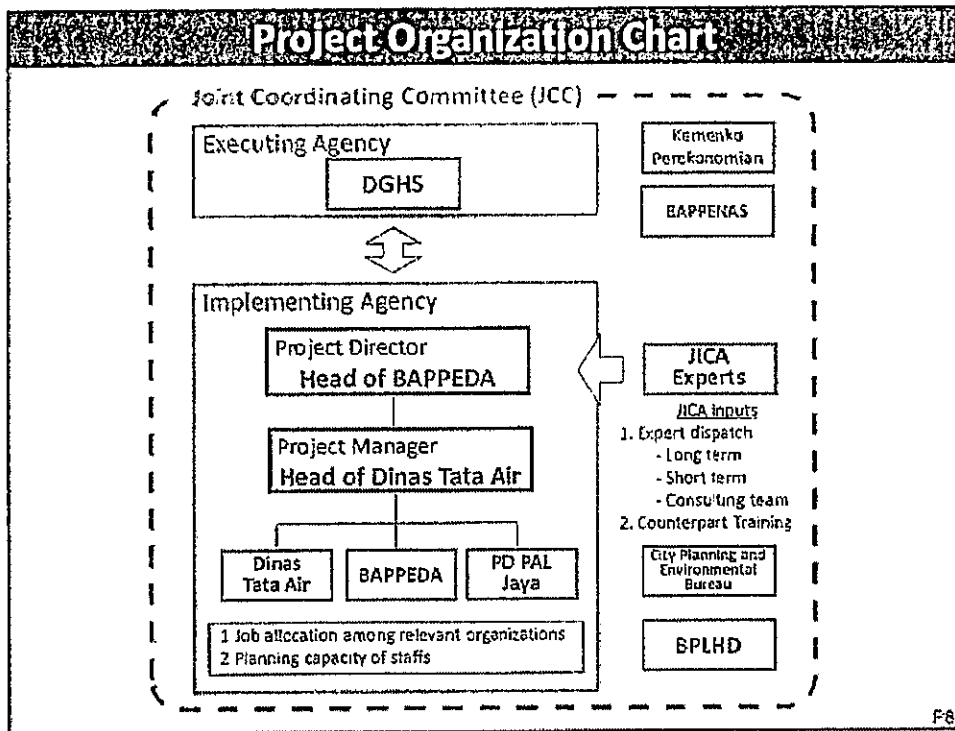 Project Organization Chart
Joint Coordinating Committee (JCC)
Executing Agency
DGHS
Kemenko
Perekonomian
BAPPENAS
Implementing Agency
Project Director
Head of BAPPEDA
Project Manager
Head of Dinas Tata Air
Dinas
Tata Air
BAPPEDA
PD PAL
Jaya
1 Job allocation among relevant organizations
2 Planning capacity of staffs
JICA
Experts
JICA Inputs
1. Expert dispatch
- Long term
- Short term
- Consulting team
2. Counterpart Training
City Planning and
Environmental
Bureau
BPLHD
F8